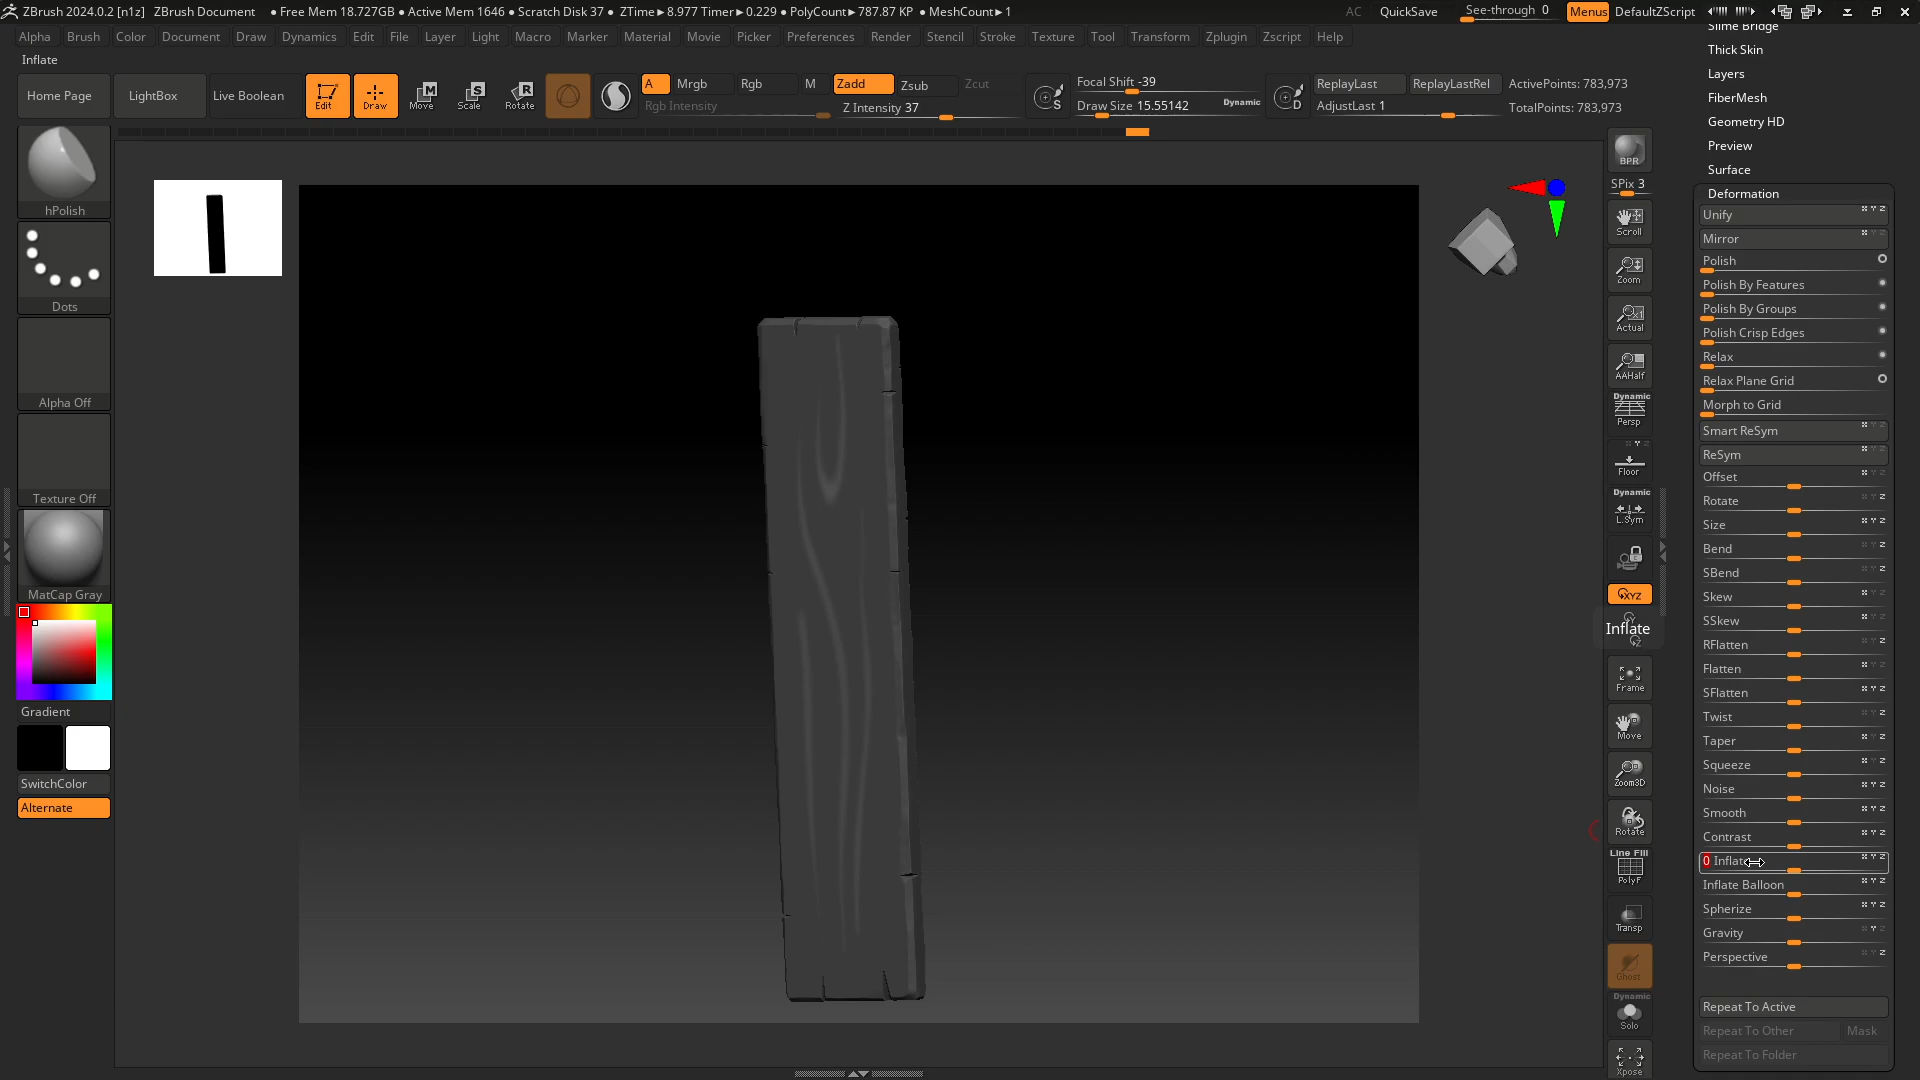 ZBrush 2024.0.2 [n1z] ZBrush Document ● Free Mem 18.727GB ● Active Mem 1646 ● Scratch Disk 37 ● ZTime►8.977 Timer►0.229 ● PolyCount►787.87 KP ● MeshCount►1 AC QuickSave See-through 0 Menus DefaultZScript
Alpha Brush Color Document Draw Dynamics Edit File Layer Light Macro Marker Material Movie Picker Preferences Render Stencil Stroke Texture Tool Transform Zplugin Zscript Help
Inflate
Home Page LightBox Live Boolean Edit Draw Move Scale Rotate
A Mrgb Rgb M Zadd Zsub Zcut
Rgb Intensity Z Intensity 37
Focal Shift -39
Draw Size 15.55142 Dynamic
ReplayLast ReplayLastRel ActivePoints: 783,973
AdjustLast 1 TotalPoints: 783,973
hPolish
Dots
Alpha Off
Texture Off
MatCap Gray
Gradient
SwitchColor
Alternate
BPR
SPix 3
Scroll
Zoom
Actual
AAHalf
Dynamic
Persp
Floor
Dynamic
L.Sym
XYZ
Inflate
Frame
Move
Zoom3D
Rotate
Line Fill
PolyF
Transp
Ghost
Dynamic
Solo
Xpose
Slime Bridge
Thick Skin
Layers
FiberMesh
Geometry HD
Preview
Surface
Deformation
Unify
Mirror
Polish
Polish By Features
Polish By Groups
Polish Crisp Edges
Relax
Relax Plane Grid
Morph to Grid
Smart ReSym
ReSym
Offset
Rotate
Size
Bend
SBend
Skew
SSkew
RFlatten
Flatten
SFlatten
Twist
Taper
Squeeze
Noise
Smooth
Contrast
0 Inflate
Inflate Balloon
Spherize
Gravity
Perspective
Repeat To Active
Repeat To Other Mask
Repeat To Folder